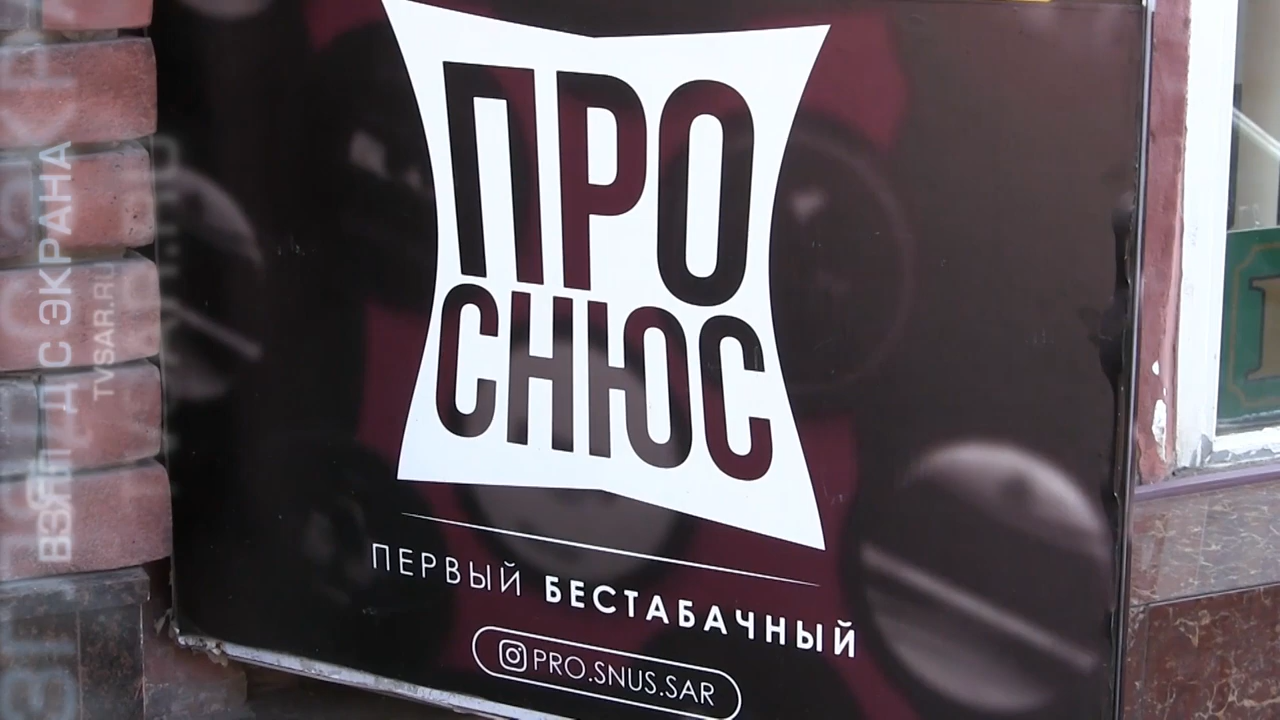 ПРО
СНЮС
ПЕРВЫЙ БЕСТАБАЧНЫЙ
PRO.SNUS.SAR
ВЗГЛЯД С ЭКРАНА
TVSAR.RU